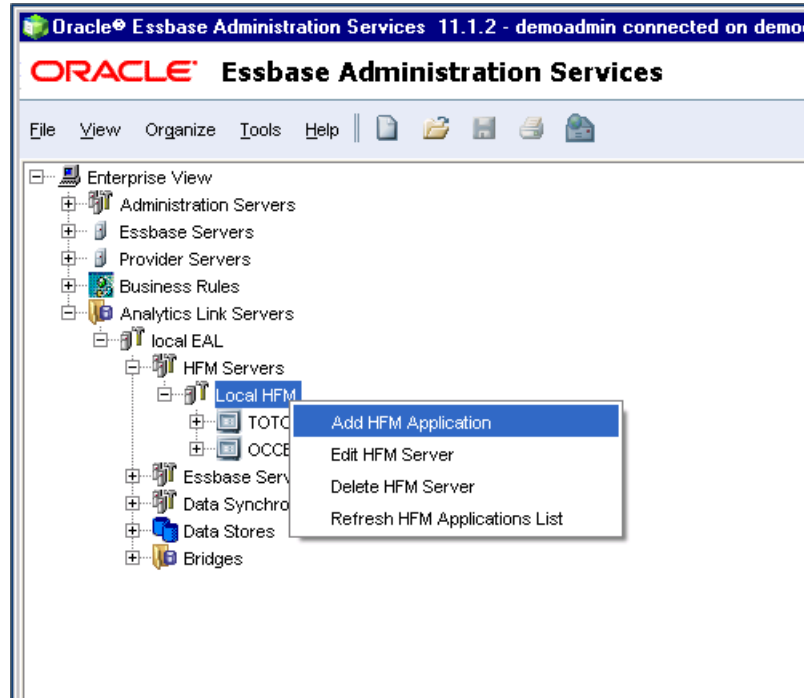 Oracle® Essbase Administration Services 11.1.2 - demoadmin connected on
ORACLE® Essbase Administration Services
File View Organize Tools Help
Enterprise View
Administration Servers
Essbase Servers
Provider Servers
Business Rules
Analytics Link Servers
local EAL
HFM Servers
Local HFM
TOTC
Add HFM Application
OCCE
Edit HFM Server
Essbase Serv
Delete HFM Server
Data Synchro
Refresh HFM Applications List
Data Stores
Bridges